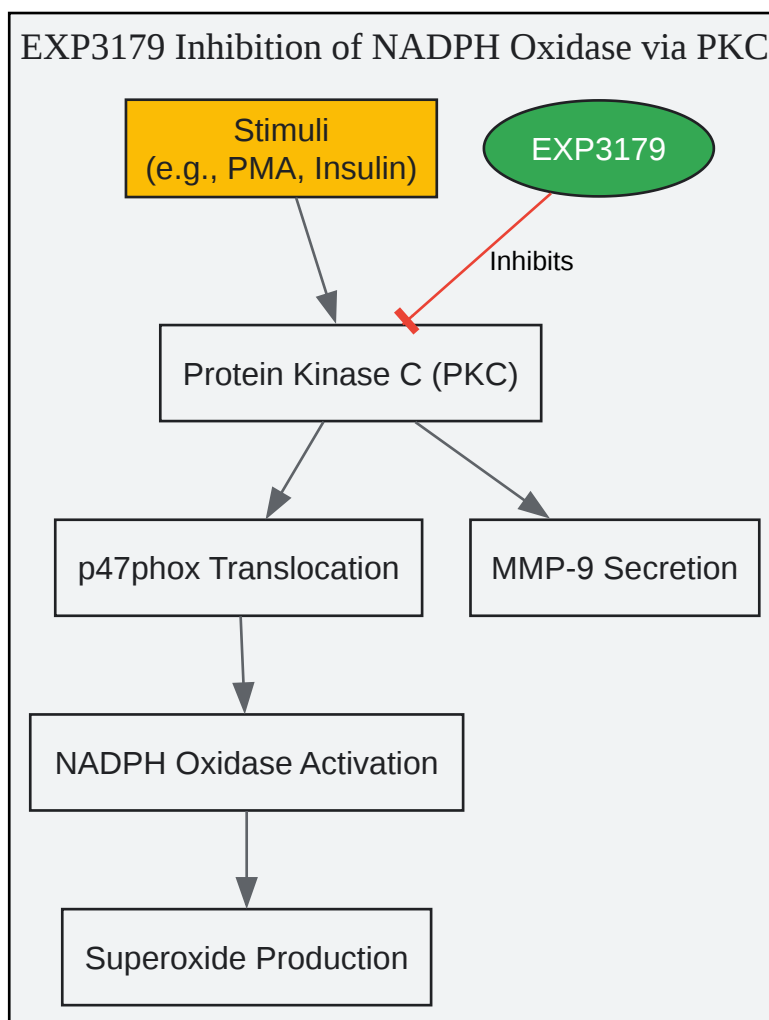 EXP3179 Inhibition of NADPH Oxidase via PKC
Stimuli
(e.g., PMA, Insulin)
EXP3179
Inhibits
Protein Kinase C (PKC)
p47phox Translocation
MMP-9 Secretion
NADPH Oxidase Activation
Superoxide Production